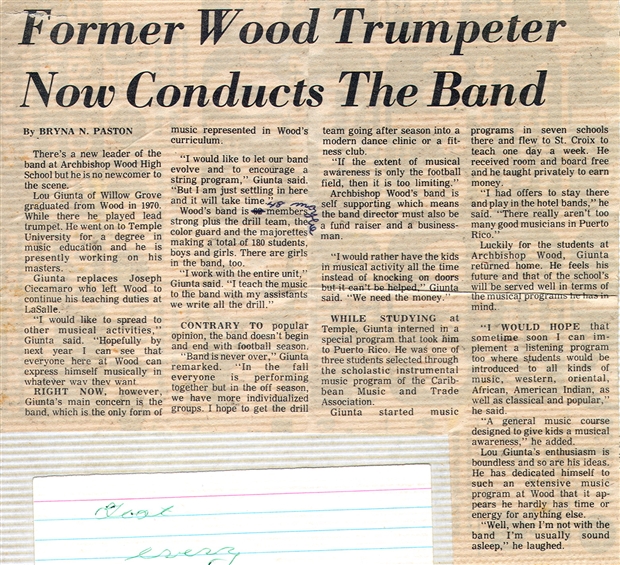 Former Wood Trumpeter
Now Conducts The Band
By BRYNA N. PASTON
There's a new leader of the
band at Archbishop Wood High
School but he is no newcomer to
the scene.
Lou Giunta of Willow Grove
graduated from Wood in 1970.
While there he played lead
trumpet. He went on to Temple
University for a degree in
music education and he is
presently working on his
masters.
Giunta replaces Joseph
Ciccimaro who left Wood to
continue his teaching duties at
LaSalle.
"I would like to spread to
other musical activities,"
Giunta said. "Hopefully by
next year I can see that
everyone here at Wood can
express himself musically in
whatever way they want.
RIGHT NOW, however,
Giunta's main concern is the
band, which is the only form of
music represented in Wood's
curriculum.
"I would like to let our band
evolve and to encourage a
string program," Giunta said.
"But I am just settling in here
and it will take time."
48 more
Wood's band is members
strong plus the drill team, the
color guard and the majorettes
making a total of 180 students,
boys and girls. There are girls
in the band, too.
"I work with the entire unit,"
Giunta said. "I teach the music
to the band with my assistants
we write all the drill."
CONTRARY TO popular
opinion, the band doesn't begin
and end with football season.
"Band is never over," Giunta
remarked. "In the fall
everyone is performing
together but in the off season,
we have more individualized
groups. I hope to get the drill
team going after season into a
modern dance clinic or a fit-
ness club.
"If the extent of musical
awareness is only the football
field, then it is too limiting."
Archbishop Wood's band is
self supporting which means
the band director must also be
a fund raiser and a business-
man.
"I would rather have the kids
in musical activity all the time
instead of knocking on doors
but it can't be helped," Giunta
said. "We need the money."
WHILE STUDYING at
Temple, Giunta interned in a
special program that took him
to Puerto Rico. He was one of
three students selected through
the scholastic instrumental
music program of the Carib-
bean Music and Trade
Association.
Giunta started music
programs in seven schools
there and flew to St. Croix to
teach one day a week. He
received room and board free
and he taught privately to earn
money.
"I had offers to stay there
and play in the hotel bands," he
said. "There really aren't too
many good musicians in Puerto
Rico."
Luckily for the students at
Archbishop Wood, Giunta
returned home. He feels his
future and that of the school's
will be served well in terms of
the musical programs he has in
mind.
"I WOULD HOPE that
sometime soon I can im-
plement a listening program
too where students would be
introduced to all kinds of
music, western, oriental,
African, American Indian, as
well as classical and popular,"
he said.
"A general music course
designed to give kids a musical
awareness," he added.
Lou Giunta's enthusiasm is
boundless and so are his ideas.
He has dedicated himself to
such an extensive music
program at Wood that it ap-
pears he hardly has time or
energy for anything else.
"Well, when I'm not with the
band I'm usually sound
asleep," he laughed.
every